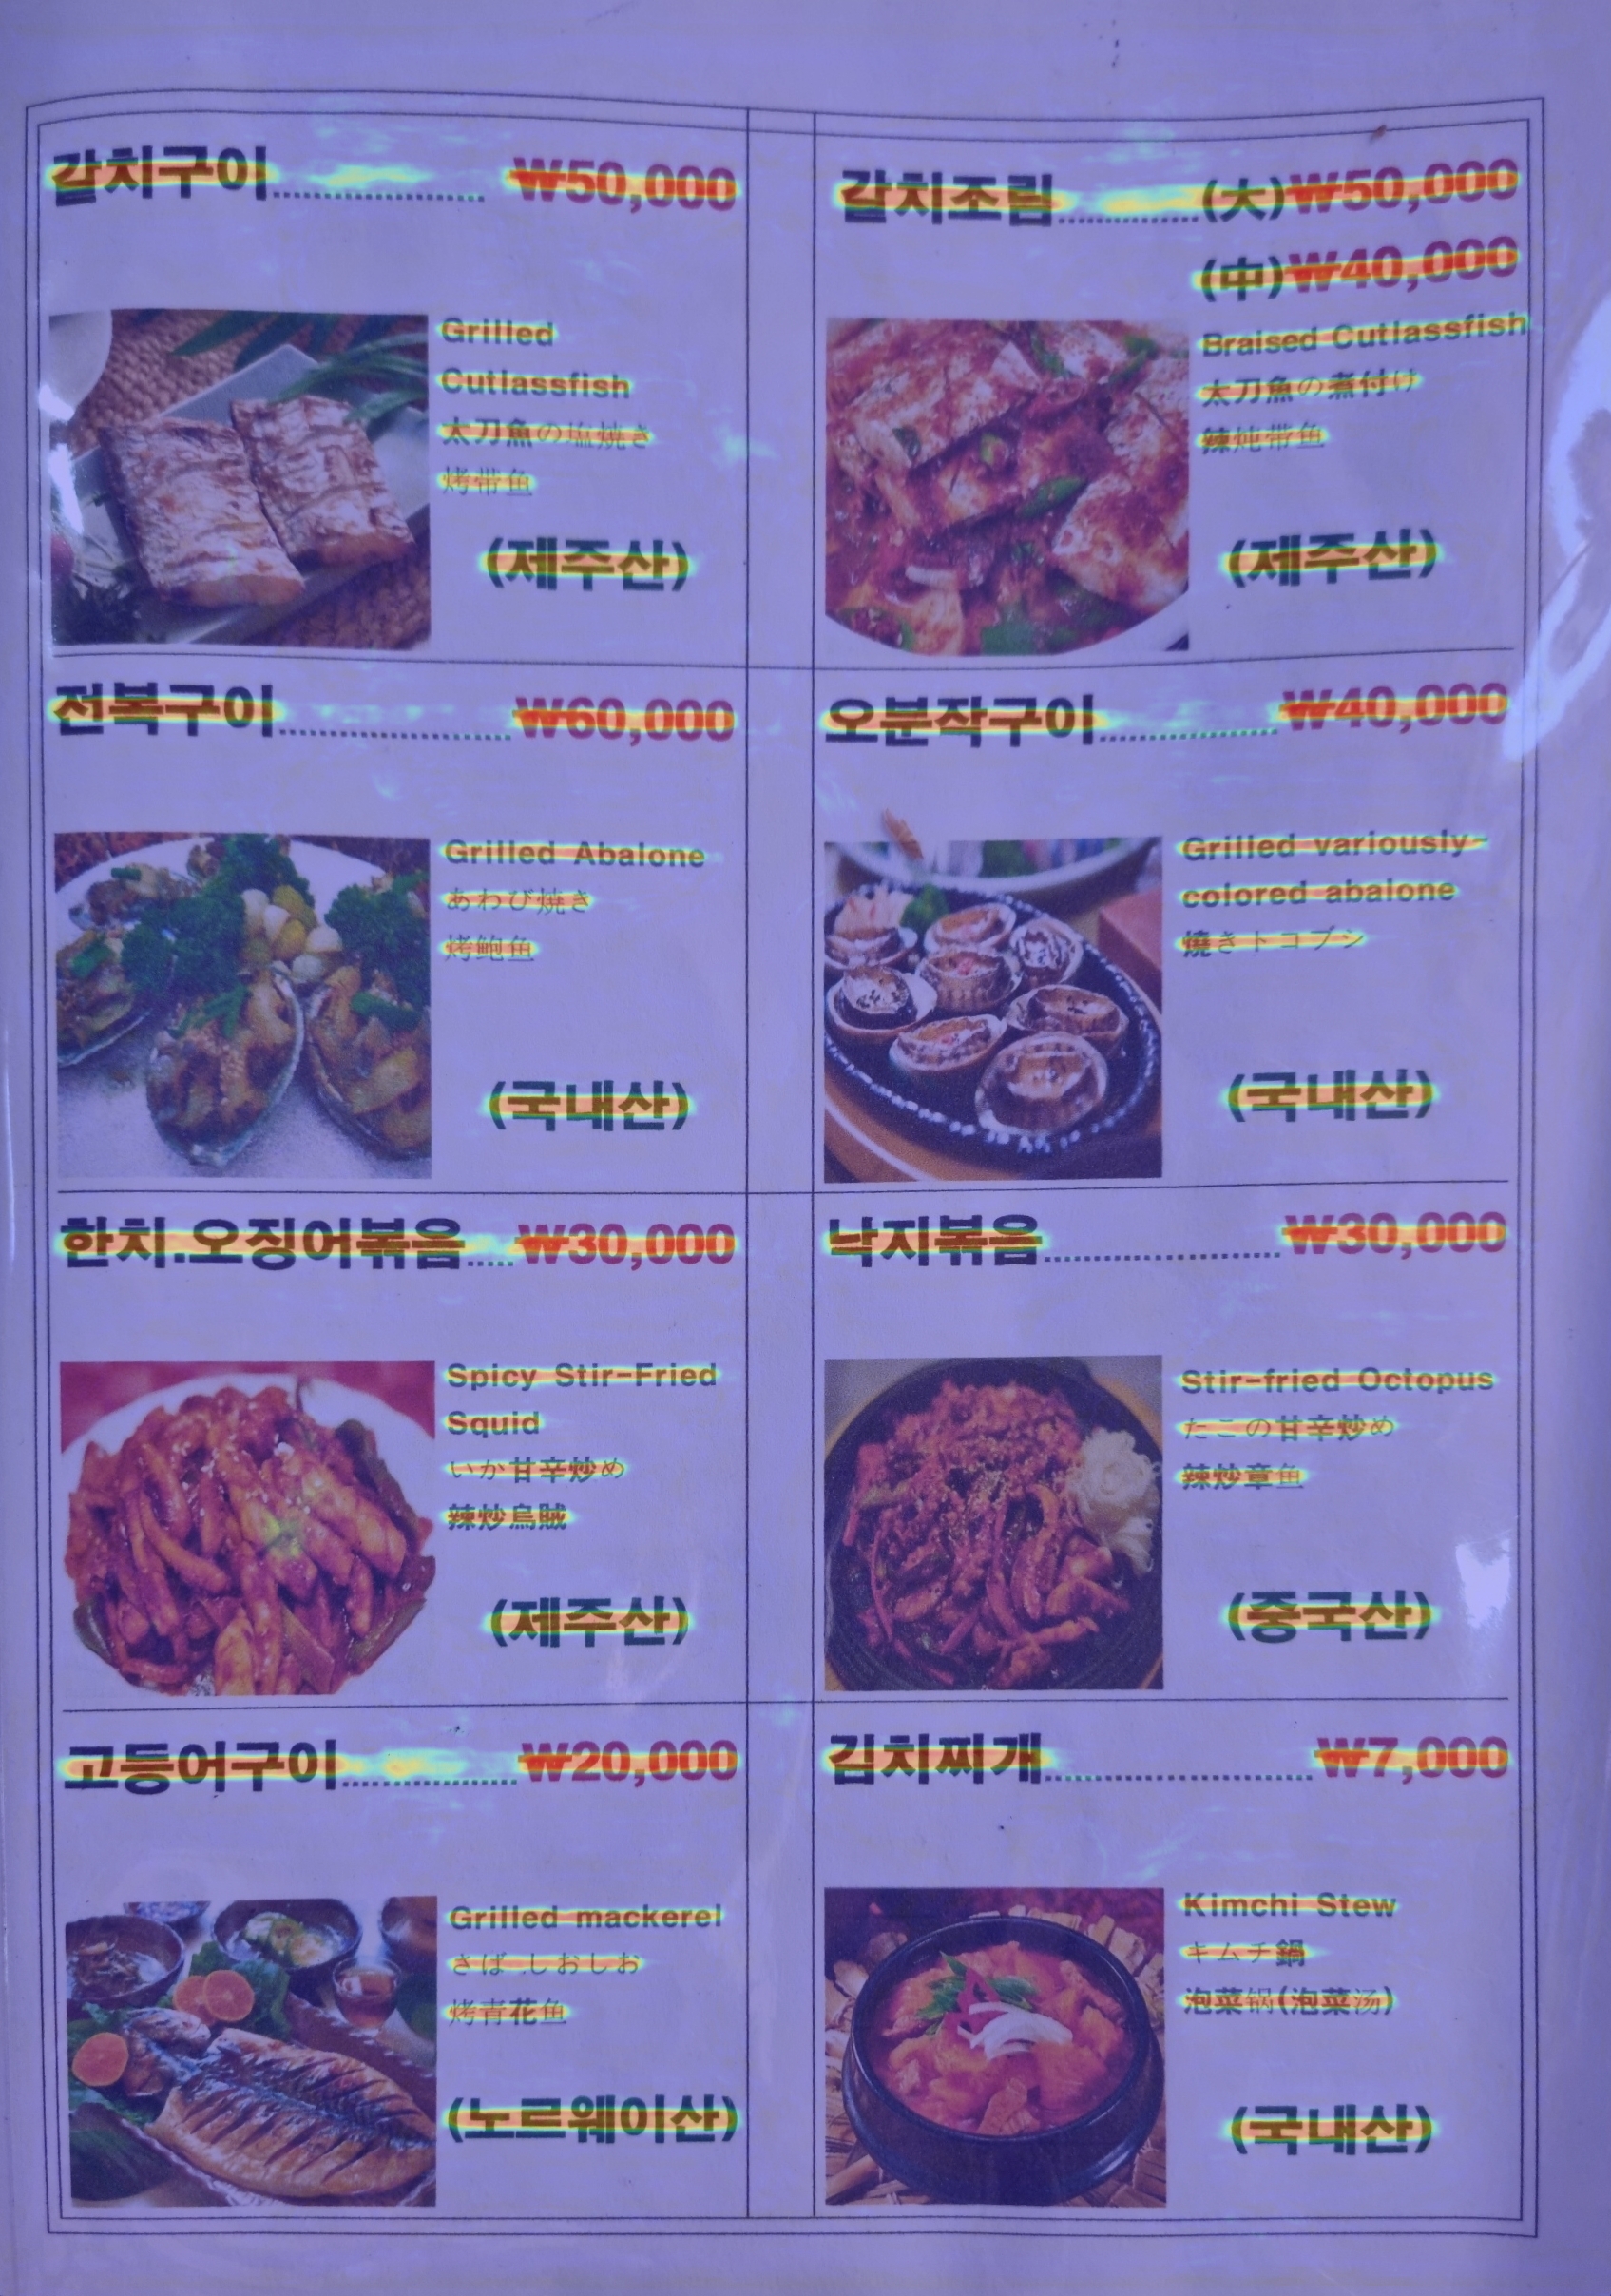 갈치구이 ₩50,000
Grilled
Cutlassfish
太刀魚の塩焼き
烤带鱼
(제주산)
갈치조림 (大)₩50,000
(中)₩40,000
Braised Cutlassfish
太刀魚の煮付け
辣炖带鱼
(제주산)
전복구이 ₩60,000
Grilled Abalone
あわび焼き
烤鲍鱼
(국내산)
오분작구이 ₩40,000
Grilled variously-
colored abalone
燒きトコブシ
(국내산)
한치.오징어볶음 ₩30,000
Spicy Stir-Fried
Squid
いか甘辛炒め
辣炒烏賊
(제주산)
낙지볶음 ₩30,000
Stir-fried Octopus
たこの甘辛炒め
辣炒章鱼
(중국산)
고등어구이 ₩20,000
Grilled mackerel
さば しおしお
烤青花鱼
(노르웨이산)
김치찌개 ₩7,000
Kimchi Stew
キムチ鍋
泡菜锅(泡菜汤)
(국내산)